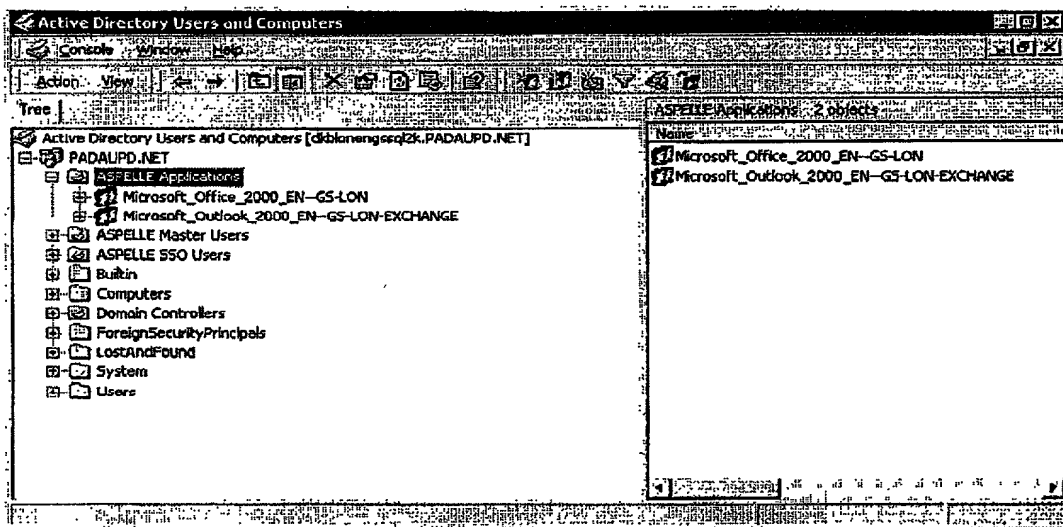 Active Directory Users and Computers
Console Window Help
Action View
Tree
ASPELLE Applications 2 objects
Active Directory Users and Computers [dkblonengssql2k.PADAUPD.NET]
Name
PADAUPD.NET
Microsoft_Office_2000_EN--GS-LON
ASPELLE Applications
Microsoft_Outlook_2000_EN--GS-LON-EXCHANGE
Microsoft_Office_2000_EN--GS-LON
Microsoft_Outlook_2000_EN--GS-LON-EXCHANGE
ASPELLE Master Users
ASPELLE SSO Users
Builtin
Computers
Domain Controllers
ForeignSecurityPrincipals
LostAndFound
System
Users